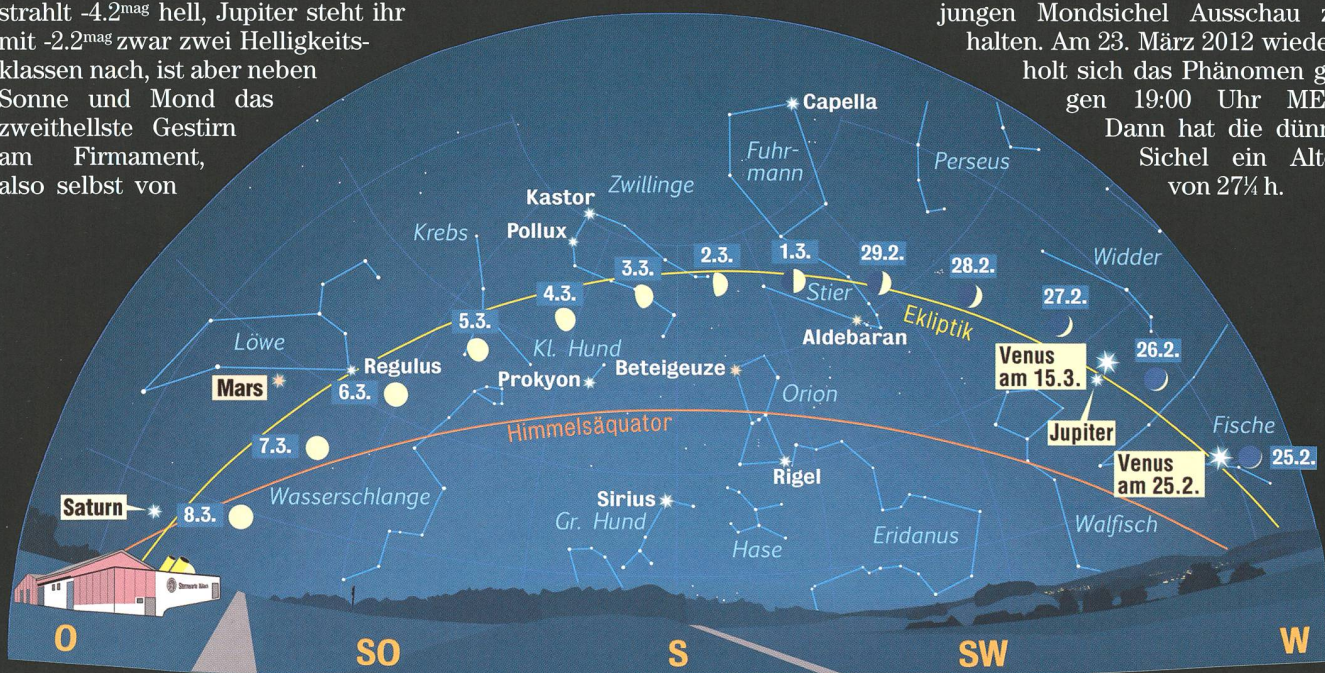 strahlt -4.2mag hell, Jupiter steht ihr
mit -2.2mag zwar zwei Helligkeits-
klassen nach, ist aber neben
Sonne und Mond das
zweithellste Gestirn
am Firmament,
also selbst von
jungen Mondsichel Ausschau z
halten. Am 23. März 2012 wiede
holt sich das Phänomen g
gen 19:00 Uhr ME
Dann hat die dünn
Sichel ein Alt
von 27¼ h.
Capella
Fuhr-
mann
Perseus
Kastor
Zwillinge
Pollux
Krebs
Widder
2.3.
1.3.
29.2.
28.2.
3.3.
4.3.
27.2.
5.3.
Stier
Ekliptik
Aldebaran
Löwe
Kl. Hund
26.2.
Venus
am 15.3.
Regulus
Mars
6.3.
Prokyon
Beteigeuze
Orion
Jupiter
Himmelsäquator
Fische
25.2.
7.3.
Venus
am 25.2.
Rigel
Wasserschlange
Sirius
Saturn
8.3.
Gr. Hund
Hase
Eridanus
Walfisch
Sternwarte Bülach
O
SO
S
SW
W